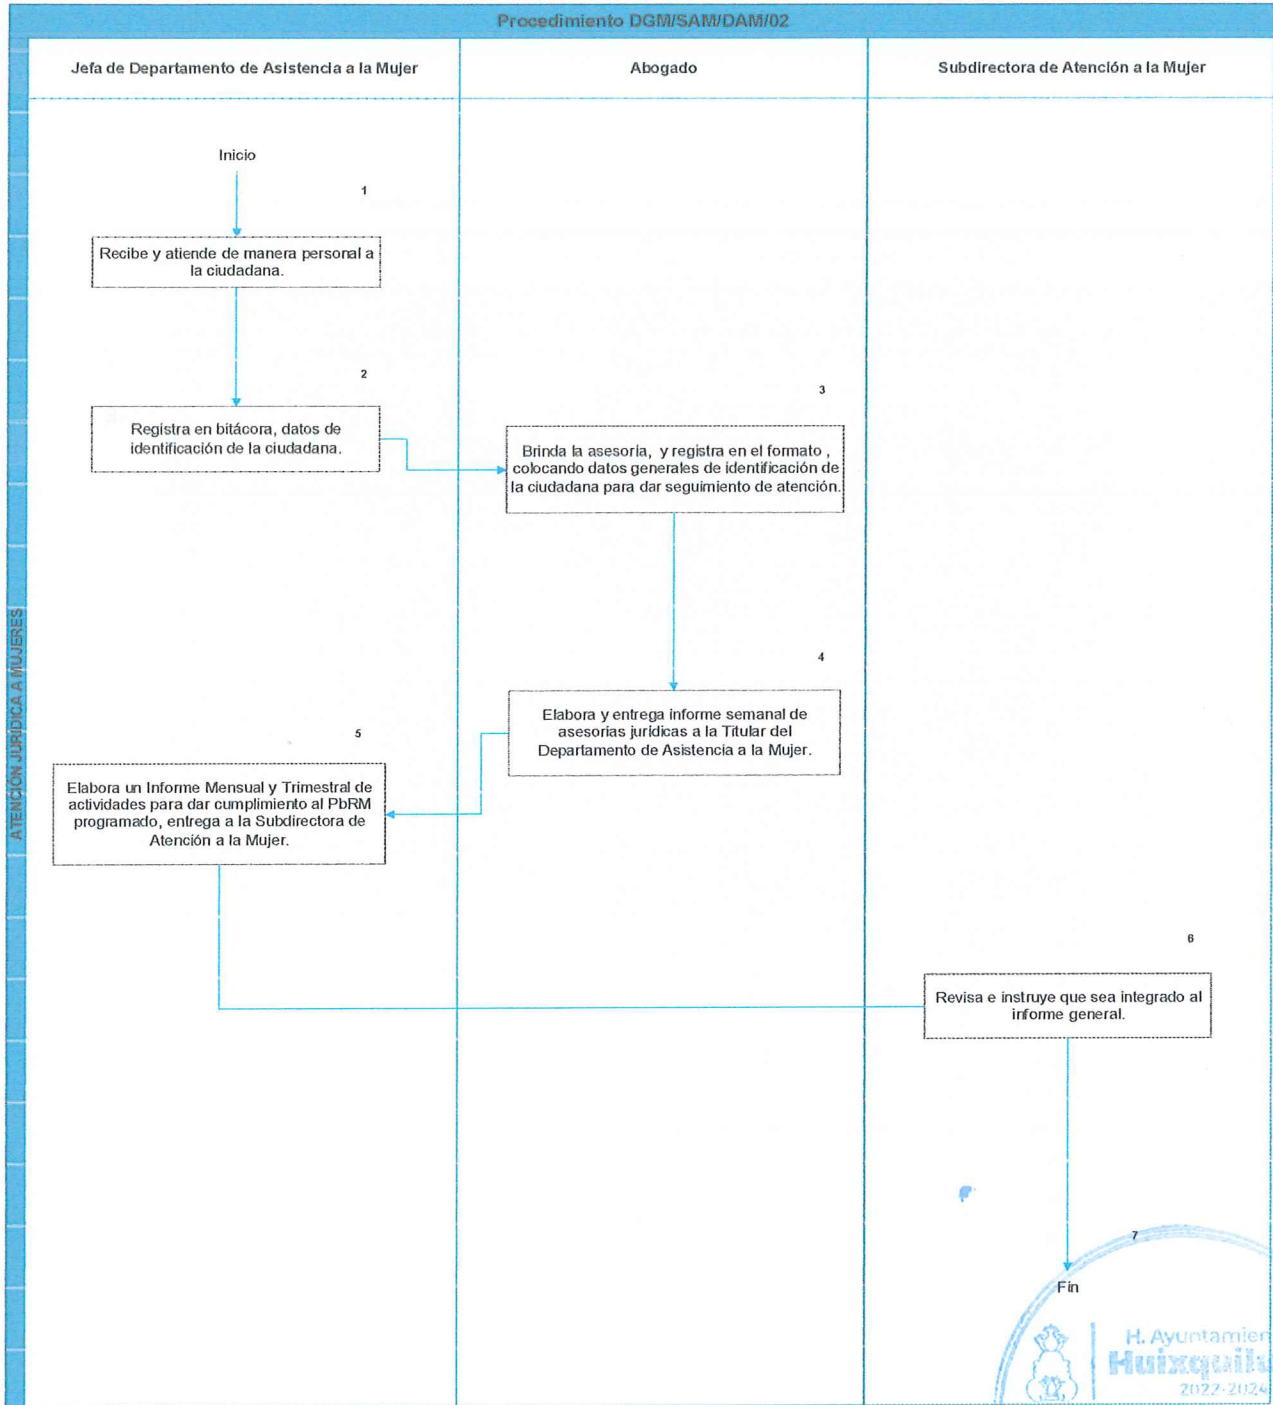 Procedimiento DGM/SAM/DAM/02
Jefa de Departamento de Asistencia a la Mujer
Abogado
Subdirectora de Atención a la Mujer
ATENCIÓN JURIDICA A MUJERES
Inicio
1
Recibe y atiende de manera personal a
la ciudadana.
2
Registra en bitácora, datos de
identificación de la ciudadana.
3
Brinda la asesoría, y registra en el formato ,
colocando datos generales de identificación de
la ciudadana para dar seguimiento de atención.
4
Elabora y entrega informe semanal de
asesorías jurídicas a la Titular del
Departamento de Asistencia a la Mujer.
5
Elabora un Informe Mensual y Trimestral de
actividades para dar cumplimiento al PbRM
programado, entrega a la Subdirectora de
Atención a la Mujer.
6
Revisa e instruye que sea integrado al
informe general.
7
Fin
H. Ayuntamien
Huixquilu
2022-2024